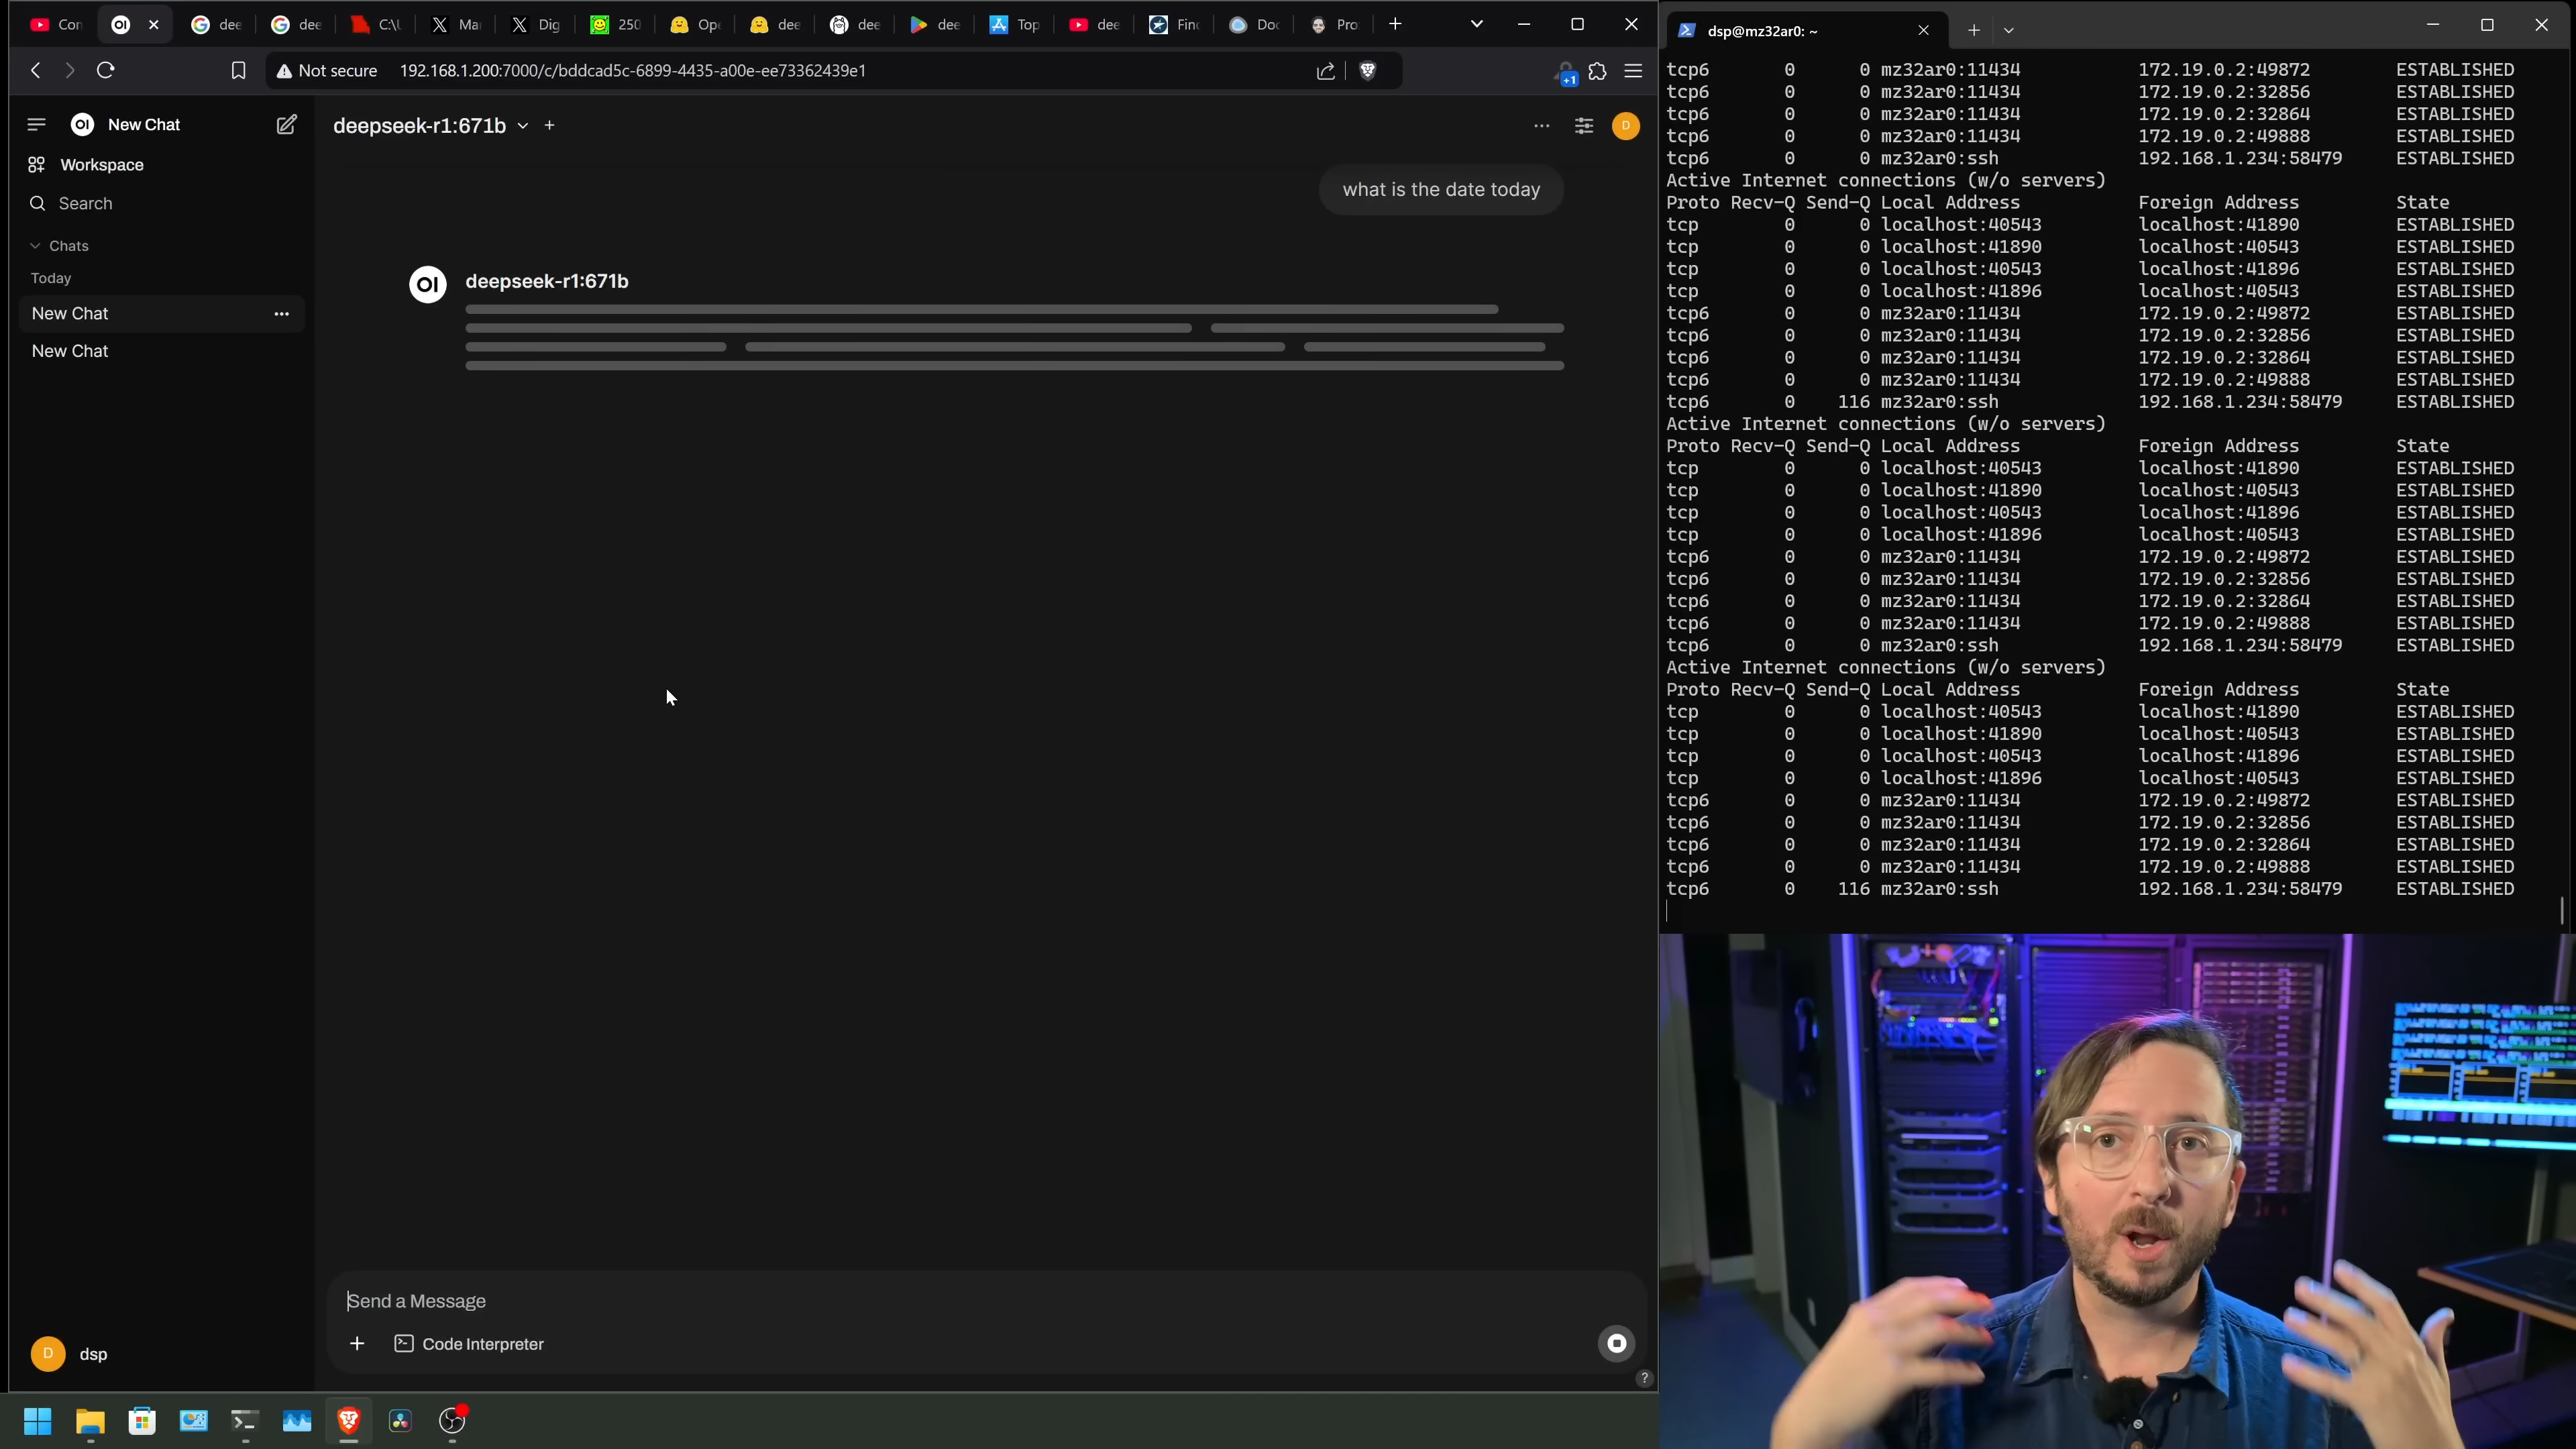 Con
dee
dee
C:\U
Ma
Dig
250
Ope
dee
dee
dee
Top
dee
Finc
Doc
Pro
Not secure
192.168.1.200:7000/c/bddcad5c-6899-4435-a00e-ee73362439e1
+1
OI New Chat
Workspace
Search
Chats
Today
New Chat
New Chat
D dsp
deepseek-r1:671b
D
what is the date today
OI deepseek-r1:671b
Send a Message
Code Interpreter
?
dsp@mz32ar0: ~
tcp6 0 0 mz32ar0:11434 172.19.0.2:49872 ESTABLISHED
tcp6 0 0 mz32ar0:11434 172.19.0.2:32856 ESTABLISHED
tcp6 0 0 mz32ar0:11434 172.19.0.2:32864 ESTABLISHED
tcp6 0 0 mz32ar0:11434 172.19.0.2:49888 ESTABLISHED
tcp6 0 0 mz32ar0:ssh 192.168.1.234:58479 ESTABLISHED
Active Internet connections (w/o servers)
Proto Recv-Q Send-Q Local Address Foreign Address State
tcp 0 0 localhost:40543 localhost:41890 ESTABLISHED
tcp 0 0 localhost:41890 localhost:40543 ESTABLISHED
tcp 0 0 localhost:40543 localhost:41896 ESTABLISHED
tcp 0 0 localhost:41896 localhost:40543 ESTABLISHED
tcp6 0 0 mz32ar0:11434 172.19.0.2:49872 ESTABLISHED
tcp6 0 0 mz32ar0:11434 172.19.0.2:32856 ESTABLISHED
tcp6 0 0 mz32ar0:11434 172.19.0.2:32864 ESTABLISHED
tcp6 0 0 mz32ar0:11434 172.19.0.2:49888 ESTABLISHED
tcp6 0 116 mz32ar0:ssh 192.168.1.234:58479 ESTABLISHED
Active Internet connections (w/o servers)
Proto Recv-Q Send-Q Local Address Foreign Address State
tcp 0 0 localhost:40543 localhost:41890 ESTABLISHED
tcp 0 0 localhost:41890 localhost:40543 ESTABLISHED
tcp 0 0 localhost:40543 localhost:41896 ESTABLISHED
tcp 0 0 localhost:41896 localhost:40543 ESTABLISHED
tcp6 0 0 mz32ar0:11434 172.19.0.2:49872 ESTABLISHED
tcp6 0 0 mz32ar0:11434 172.19.0.2:32856 ESTABLISHED
tcp6 0 0 mz32ar0:11434 172.19.0.2:32864 ESTABLISHED
tcp6 0 0 mz32ar0:11434 172.19.0.2:49888 ESTABLISHED
tcp6 0 0 mz32ar0:ssh 192.168.1.234:58479 ESTABLISHED
Active Internet connections (w/o servers)
Proto Recv-Q Send-Q Local Address Foreign Address State
tcp 0 0 localhost:40543 localhost:41890 ESTABLISHED
tcp 0 0 localhost:41890 localhost:40543 ESTABLISHED
tcp 0 0 localhost:40543 localhost:41896 ESTABLISHED
tcp 0 0 localhost:41896 localhost:40543 ESTABLISHED
tcp6 0 0 mz32ar0:11434 172.19.0.2:49872 ESTABLISHED
tcp6 0 0 mz32ar0:11434 172.19.0.2:32856 ESTABLISHED
tcp6 0 0 mz32ar0:11434 172.19.0.2:32864 ESTABLISHED
tcp6 0 0 mz32ar0:11434 172.19.0.2:49888 ESTABLISHED
tcp6 0 116 mz32ar0:ssh 192.168.1.234:58479 ESTABLISHED